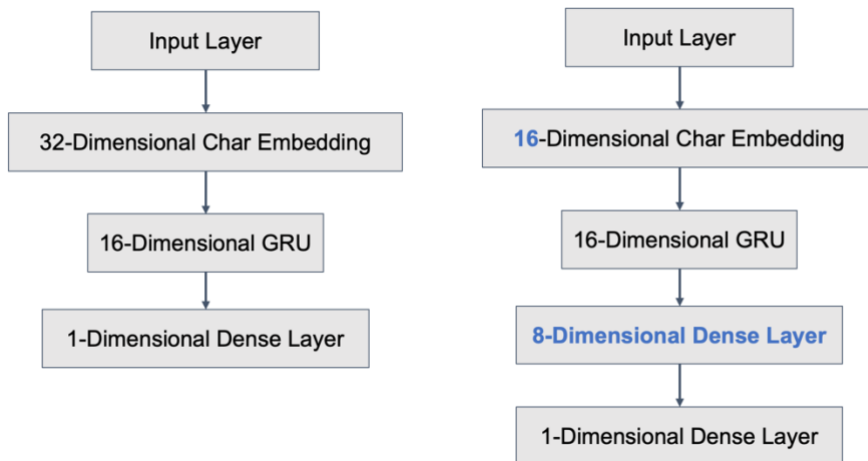 Input Layer
32-Dimensional Char Embedding
16-Dimensional GRU
1-Dimensional Dense Layer
Input Layer
16-Dimensional Char Embedding
16-Dimensional GRU
8-Dimensional Dense Layer
1-Dimensional Dense Layer